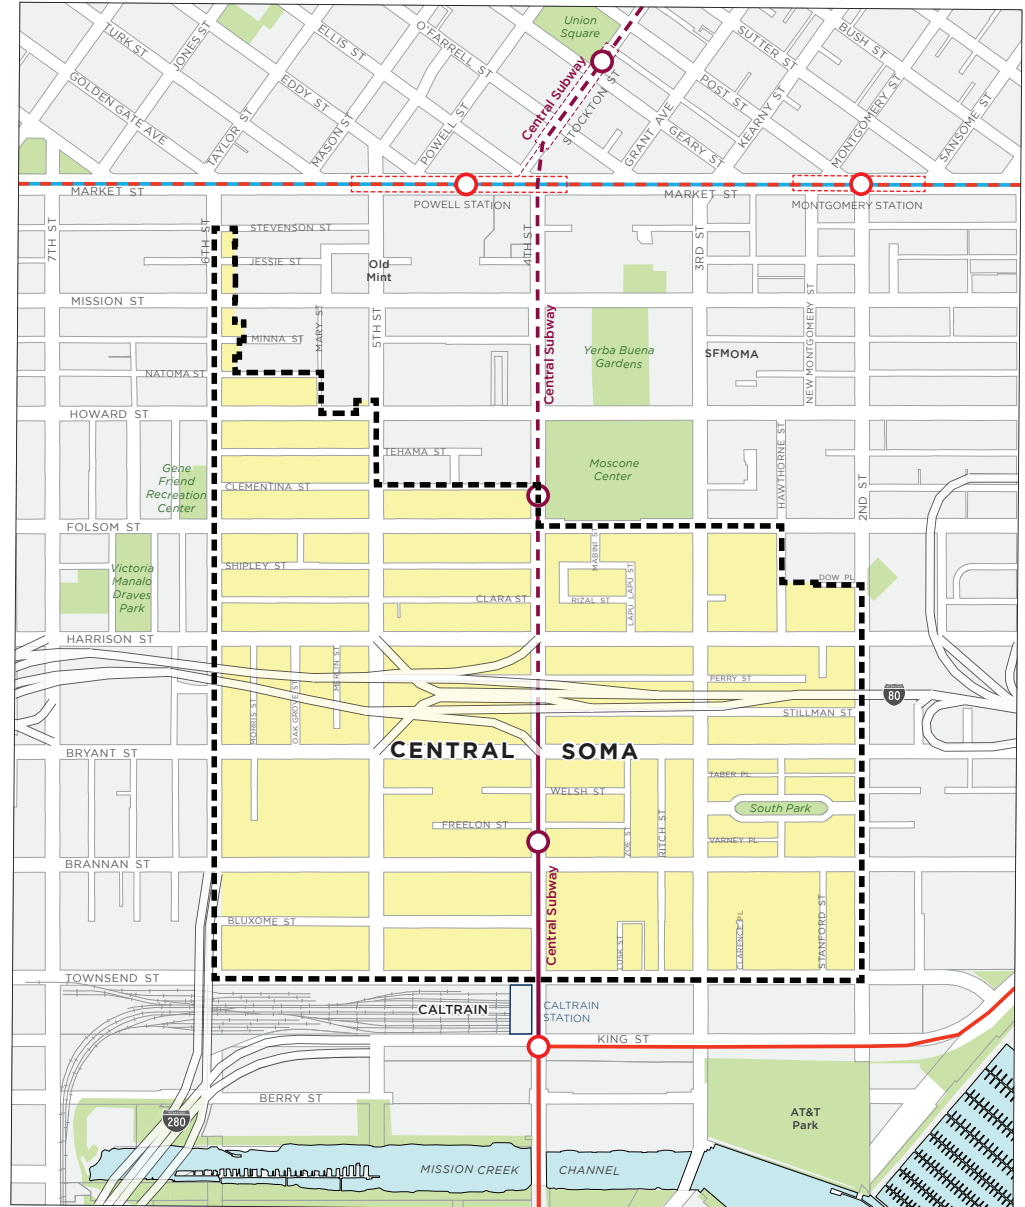 Union
Square
TURK ST
JONES ST
ELLIS ST
O'FARRELL ST
SUTTER ST
BUSH ST
GOLDEN GATE AVE
EDDY ST
Central Subway
STOCKTON ST
POST ST
TAYLOR ST
MASON ST
POWELL ST
GRANT AVE
GEARY ST
KEARNY ST
MONTGOMERY ST
SANSOME ST
MARKET ST
MARKET ST
POWELL STATION
MONTGOMERY STATION
7TH ST
6TH ST
STEVENSON ST
4TH ST
3RD ST
JESSIE ST
Old
Mint
MISSION ST
MARY ST
5TH ST
MINNA ST
Central Subway
Yerba Buena
Gardens
SFMOMA
NEW MONTGOMERY ST
NATOMA ST
HOWARD ST
TEHAMA ST
HAWTHORNE ST
Gene
Friend
Recreation
Center
CLEMENTINA ST
Moscone
Center
2ND ST
FOLSOM ST
MABINI ST
Victoria
Manalo
Draves
Park
SHIPLEY ST
LAPU LAPU ST
DOW PL
CLARA ST
RIZAL ST
HARRISON ST
MERLIN ST
OAK GROVE ST
MORRIS ST
PERRY ST
80
STILLMAN ST
BRYANT ST
CENTRAL SOMA
TABER PL
WELSH ST
South Park
FREELON ST
ZOE ST
RITCH ST
VARNEY PL
BRANNAN ST
Central Subway
BLUXOME ST
LUSK ST
CLARENCE PL
STANFORD ST
TOWNSEND ST
CALTRAIN
CALTRAIN
STATION
KING ST
BERRY ST
280
AT&T
Park
MISSION CREEK CHANNEL